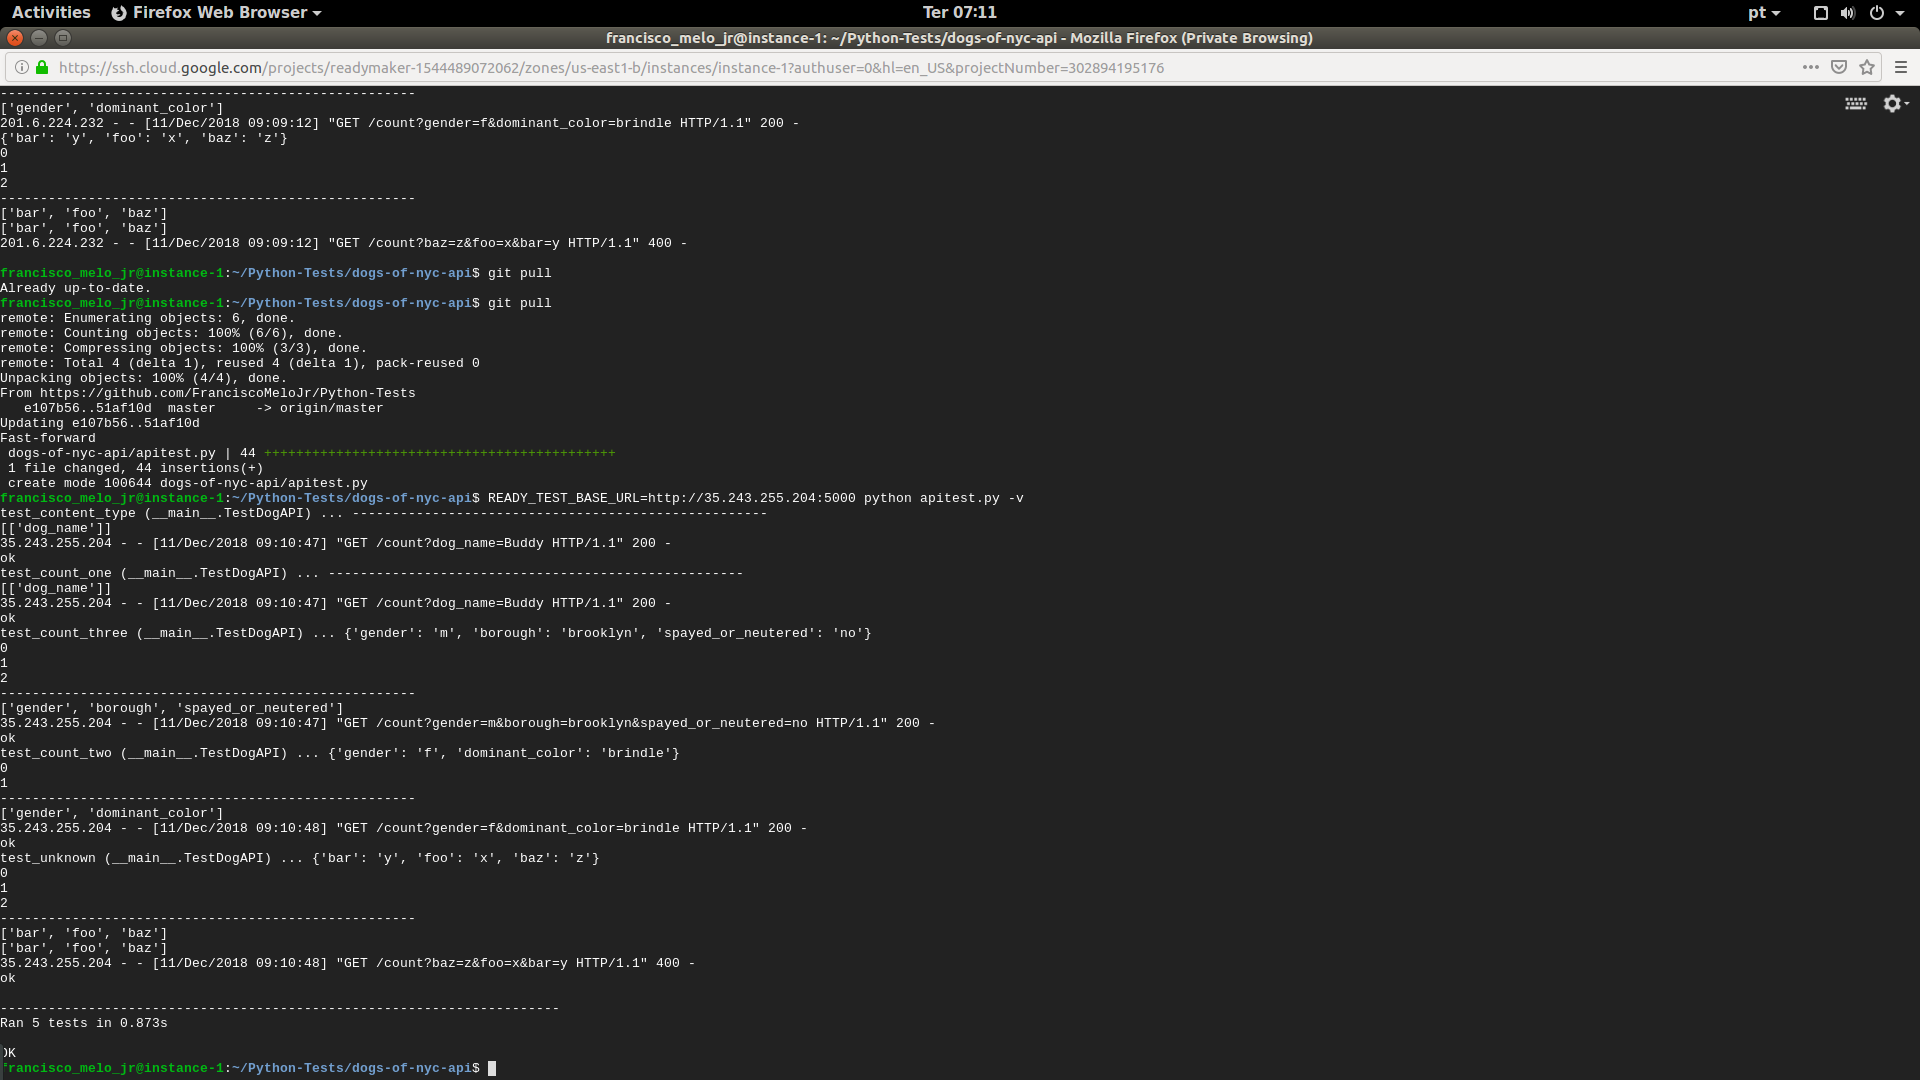 Activities Firefox Web Browser Ter 07:11 pt
francisco_melo_jr@instance-1: ~/Python-Tests/dogs-of-nyc-api - Mozilla Firefox (Private Browsing)
https://ssh.cloud.google.com/projects/readymaker-1544489072062/zones/us-east1-b/instances/instance-1?authuser=0&hl=en_US&projectNumber=302894195176
----------------------------------------------------
['gender', 'dominant_color']
201.6.224.232 - - [11/Dec/2018 09:09:12] "GET /count?gender=f&dominant_color=brindle HTTP/1.1" 200 -
{'bar': 'y', 'foo': 'x', 'baz': 'z'}
0
1
2
----------------------------------------------------
['bar', 'foo', 'baz']
['bar', 'foo', 'baz']
201.6.224.232 - - [11/Dec/2018 09:09:12] "GET /count?baz=z&foo=x&bar=y HTTP/1.1" 400 -
francisco_melo_jr@instance-1:~/Python-Tests/dogs-of-nyc-api$ git pull
Already up-to-date.
francisco_melo_jr@instance-1:~/Python-Tests/dogs-of-nyc-api$ git pull
remote: Enumerating objects: 6, done.
remote: Counting objects: 100% (6/6), done.
remote: Compressing objects: 100% (3/3), done.
remote: Total 4 (delta 1), reused 4 (delta 1), pack-reused 0
Unpacking objects: 100% (4/4), done.
From https://github.com/FranciscoMeloJr/Python-Tests
   e107b56..51af10d  master     -> origin/master
Updating e107b56..51af10d
Fast-forward
 dogs-of-nyc-api/apitest.py | 44 ++++++++++++++++++++++++++++++++++++++++++++
 1 file changed, 44 insertions(+)
 create mode 100644 dogs-of-nyc-api/apitest.py
francisco_melo_jr@instance-1:~/Python-Tests/dogs-of-nyc-api$ READY_TEST_BASE_URL=http://35.243.255.204:5000 python apitest.py -v
test_content_type (__main__.TestDogAPI) ... ----------------------------------------------------
[['dog_name']]
35.243.255.204 - - [11/Dec/2018 09:10:47] "GET /count?dog_name=Buddy HTTP/1.1" 200 -
ok
test_count_one (__main__.TestDogAPI) ... ----------------------------------------------------
[['dog_name']]
35.243.255.204 - - [11/Dec/2018 09:10:47] "GET /count?dog_name=Buddy HTTP/1.1" 200 -
ok
test_count_three (__main__.TestDogAPI) ... {'gender': 'm', 'borough': 'brooklyn', 'spayed_or_neutered': 'no'}
0
1
2
----------------------------------------------------
['gender', 'borough', 'spayed_or_neutered']
35.243.255.204 - - [11/Dec/2018 09:10:47] "GET /count?gender=m&borough=brooklyn&spayed_or_neutered=no HTTP/1.1" 200 -
ok
test_count_two (__main__.TestDogAPI) ... {'gender': 'f', 'dominant_color': 'brindle'}
0
1
----------------------------------------------------
['gender', 'dominant_color']
35.243.255.204 - - [11/Dec/2018 09:10:48] "GET /count?gender=f&dominant_color=brindle HTTP/1.1" 200 -
ok
test_unknown (__main__.TestDogAPI) ... {'bar': 'y', 'foo': 'x', 'baz': 'z'}
0
1
2
----------------------------------------------------
['bar', 'foo', 'baz']
['bar', 'foo', 'baz']
35.243.255.204 - - [11/Dec/2018 09:10:48] "GET /count?baz=z&foo=x&bar=y HTTP/1.1" 400 -
ok
----------------------------------------------------------------------
Ran 5 tests in 0.873s
OK
francisco_melo_jr@instance-1:~/Python-Tests/dogs-of-nyc-api$